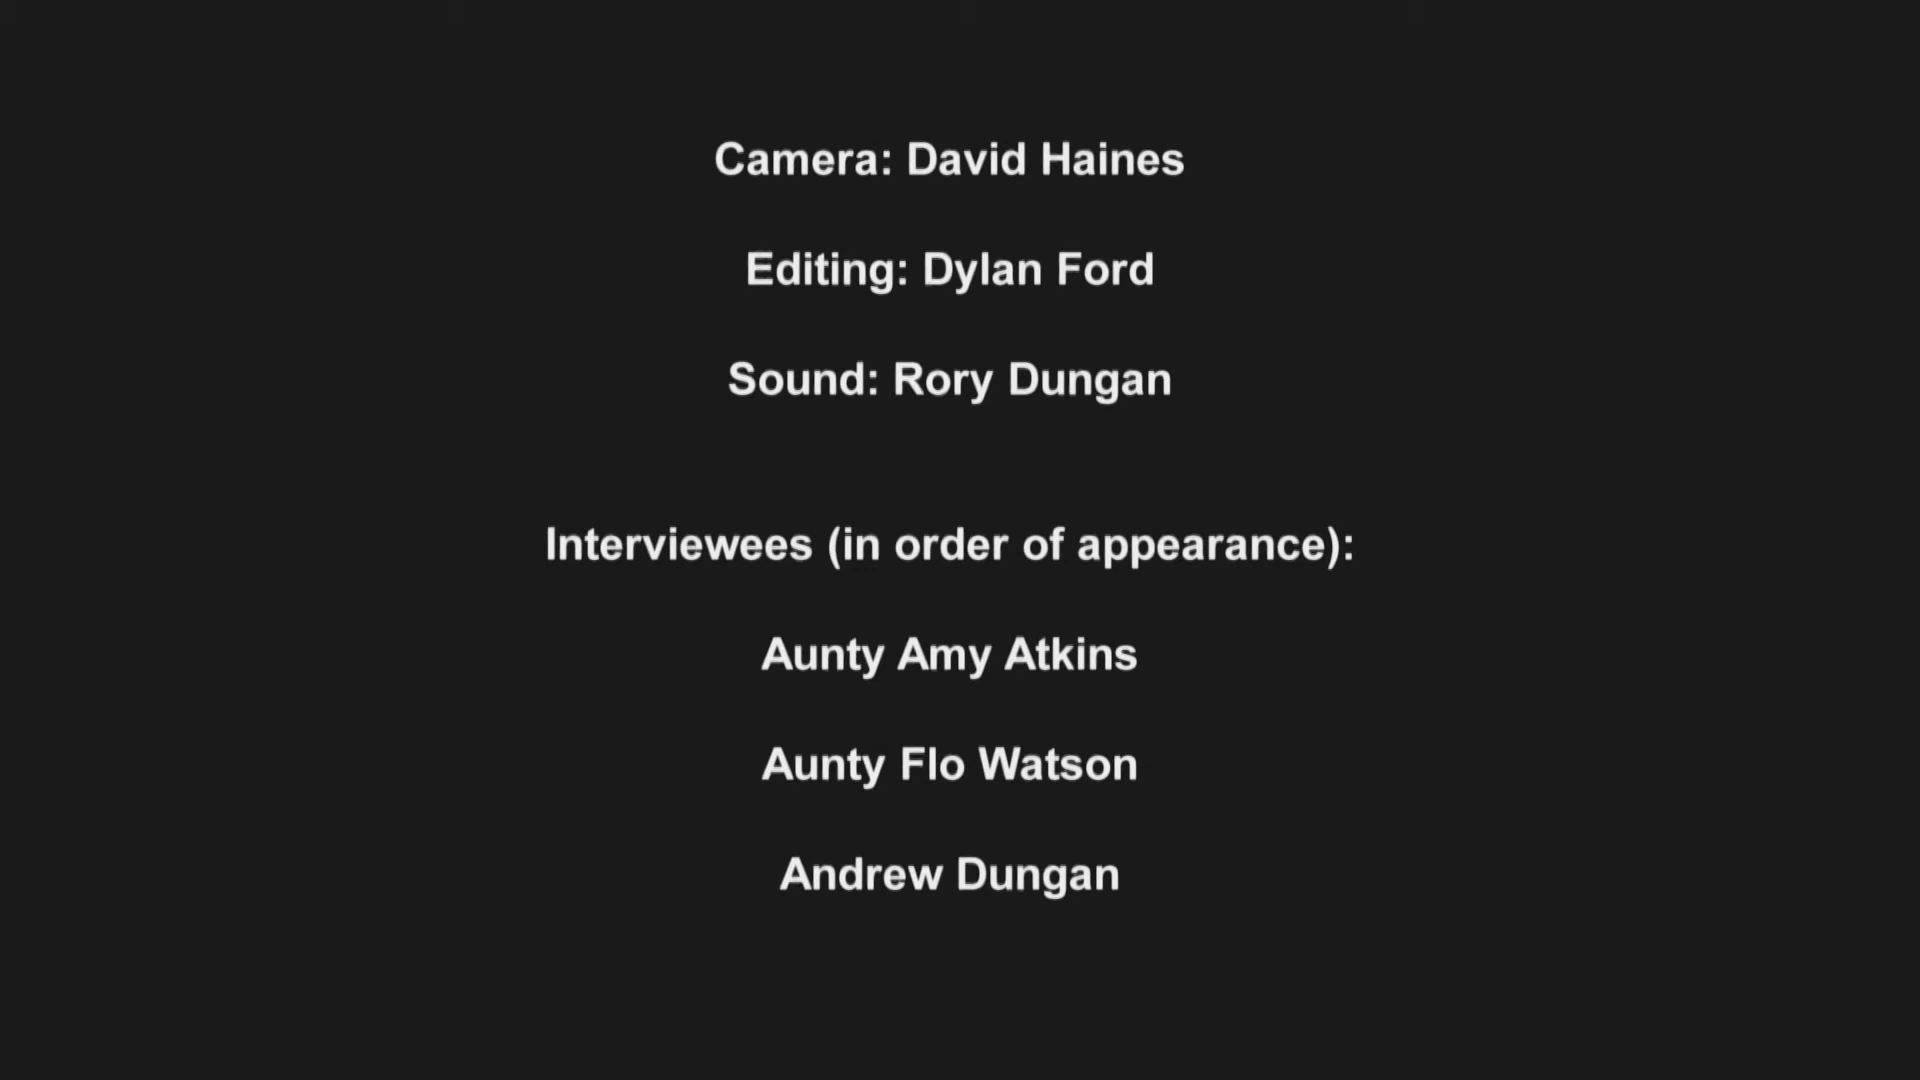 Camera: David Haines
Editing: Dylan Ford
Sound: Rory Dungan
Interviewees (in order of appearance):
Aunty Amy Atkins
Aunty Flo Watson
Andrew Dungan